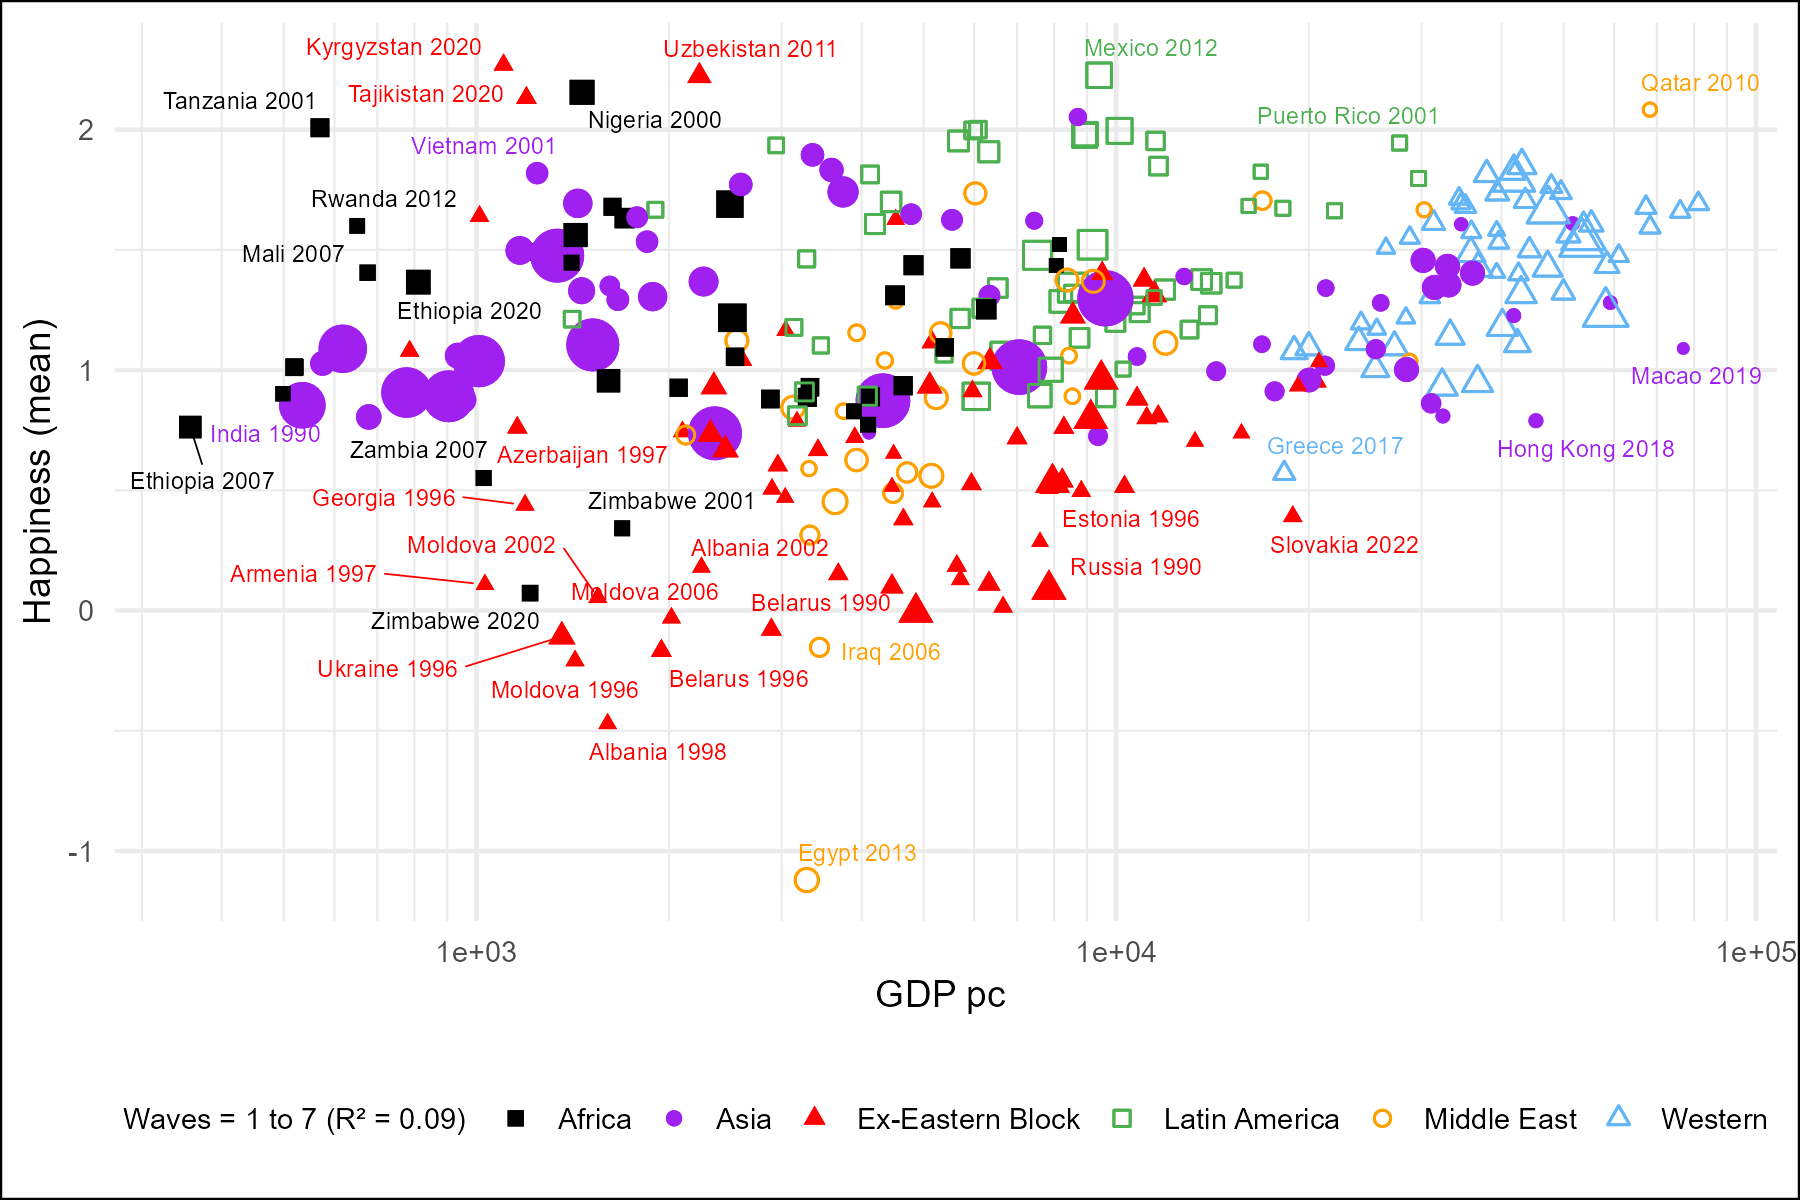 Kyrgyzstan 2020
Uzbekistan 2011
Mexico 2012
Qatar 2010
Tajikistan 2020
Tanzania 2001
Nigeria 2000
Puerto Rico 2001
2
Vietnam 2001
Rwanda 2012
Mali 2007
Ethiopia 2020
1
Macao 2019
India 1990
Zambia 2007
Azerbaijan 1997
Greece 2017
Hong Kong 2018
Ethiopia 2007
Georgia 1996
Zimbabwe 2001
Estonia 1996
Moldova 2002
Albania 2002
Slovakia 2022
Armenia 1997
Russia 1990
Moldova 2006
Belarus 1990
0
Zimbabwe 2020
Iraq 2006
Ukraine 1996
Belarus 1996
Moldova 1996
Albania 1998
-1
Egypt 2013
Happiness (mean)
1e+03
1e+04
1e+05
GDP pc
Waves = 1 to 7 (R² = 0.09)
Africa
Asia
Ex-Eastern Block
Latin America
Middle East
Western